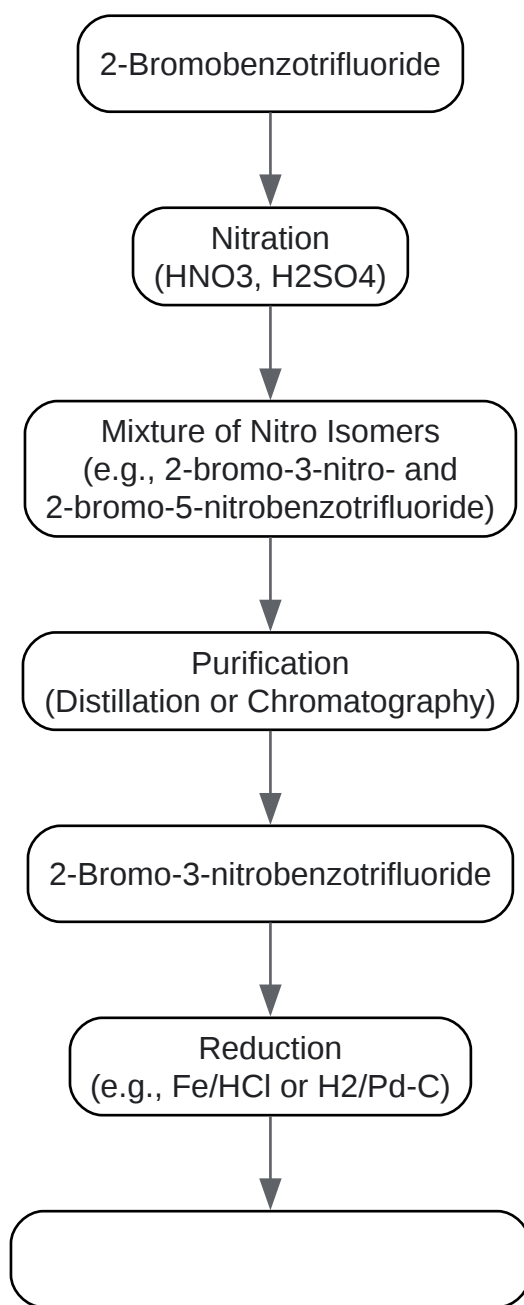 2-Bromobenzotrifluoride
Nitration
(HNO3, H2SO4)
Mixture of Nitro Isomers
(e.g., 2-bromo-3-nitro- and
2-bromo-5-nitrobenzotrifluoride)
Purification
(Distillation or Chromatography)
2-Bromo-3-nitrobenzotrifluoride
Reduction
(e.g., Fe/HCl or H2/Pd-C)